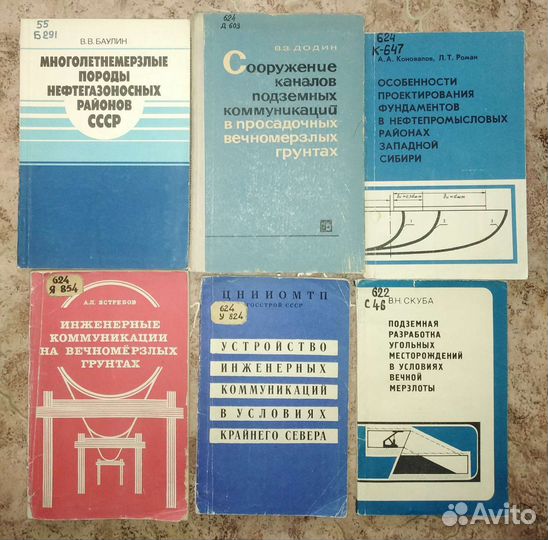 55
Б 291
В. В. БАУЛИН
МНОГОЛЕТНЕМЕРЗЛЫЕ
ПОРОДЫ
НЕФТЕГАЗОНОСНЫХ
РАЙОНОВ
СССР
624
Д 603
В.З. ДОДИН
Сооружение
каналов
подземных
коммуникаций
в просадочных
вечномерзлых
грунтах
624
К-647
А. А. Коновалов, Л. Т. Роман
ОСОБЕННОСТИ
ПРОЕКТИРОВАНИЯ
ФУНДАМЕНТОВ
В НЕФТЕПРОМЫСЛОВЫХ
РАЙОНАХ
ЗАПАДНОЙ
СИБИРИ
1
2
3
624
Я 854
А.Л. ЯСТРЕБОВ
ИНЖЕНЕРНЫЕ
КОММУНИКАЦИИ
НА ВЕЧНОМЁРЗЛЫХ
ГРУНТАХ
ЦНИИОМТП
ГОССТРОЙ СССР
624
У 824
УСТРОЙСТВО
ИНЖЕНЕРНЫХ
КОММУНИКАЦИЙ
В УСЛОВИЯХ
КРАЙНЕГО СЕВЕРА
622
С 46
В.Н. СКУБА
ПОДЗЕМНАЯ
РАЗРАБОТКА
УГОЛЬНЫХ
МЕСТОРОЖДЕНИЙ
В УСЛОВИЯХ
ВЕЧНОЙ
МЕРЗЛОТЫ
Avito